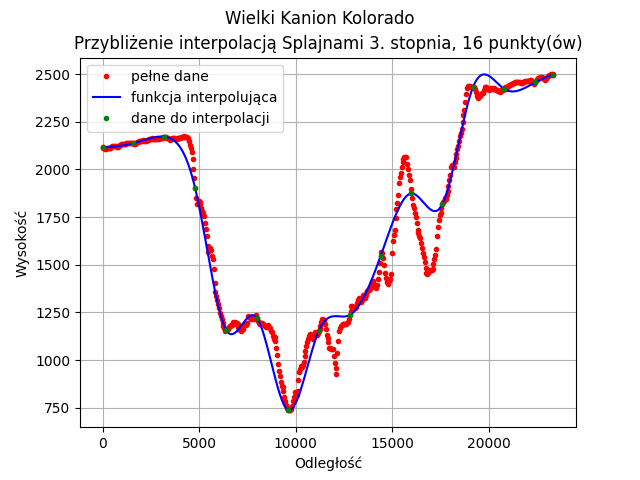 Wielki Kanion Kolorado
Przybliżenie interpolacją Splajnami 3. stopnia, 16 punkty(ów)
pełne dane
funkcja interpolująca
dane do interpolacji
2500
2250
2000
1750
1500
1250
1000
750
Wysokość
0 5000 10000 15000 20000
Odległość